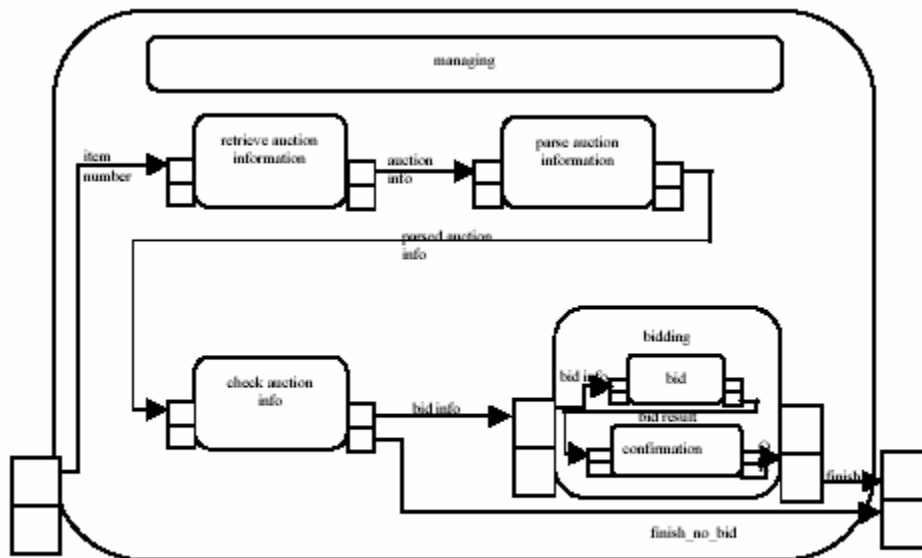 managing
retrieve auction
information
parse auction
information
item
number
auction
info
parsed auction
info
bidding
check auction
info
bid info
bid info
bid
bid result
confirmation
finish
finish_no_bid